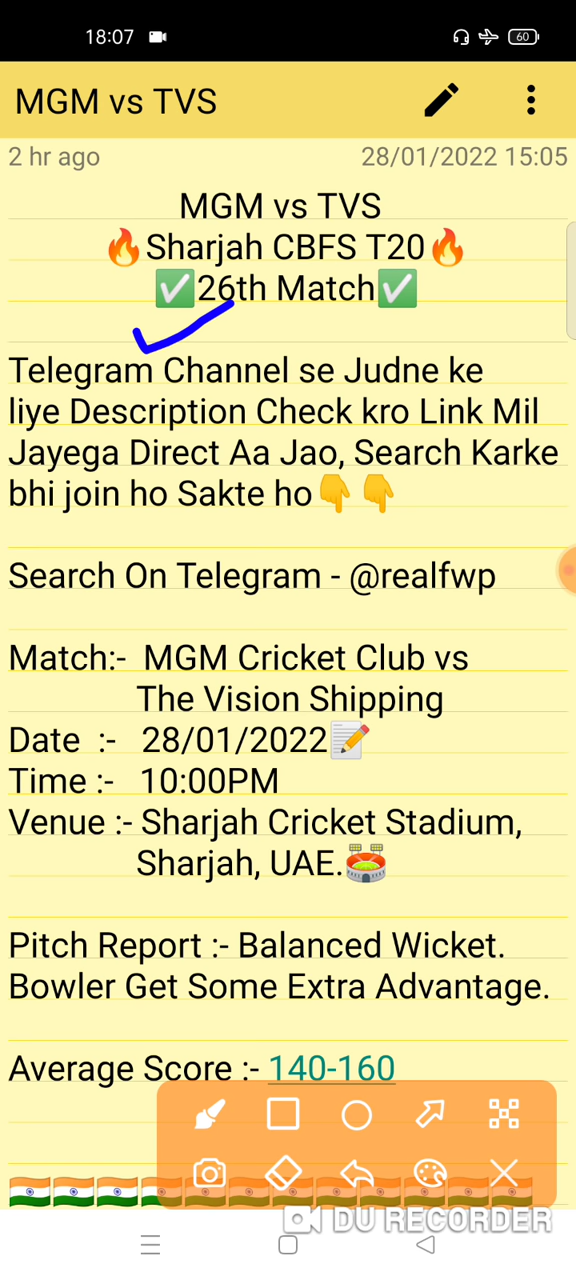 18:07
60
MGM vs TVS
2 hr ago 28/01/2022 15:05
MGM vs TVS
🔥Sharjah CBFS T20🔥
✅26th Match✅
Telegram Channel se Judne ke
liye Description Check kro Link Mil
Jayega Direct Aa Jao, Search Karke
bhi join ho Sakte ho👇👇
Search On Telegram - @realfwp
Match:- MGM Cricket Club vs
The Vision Shipping
Date :- 28/01/2022📝
Time :- 10:00PM
Venue :- Sharjah Cricket Stadium,
Sharjah, UAE.🏟️
Pitch Report :- Balanced Wicket.
Bowler Get Some Extra Advantage.
Average Score :- 140-160
DU RECORDER